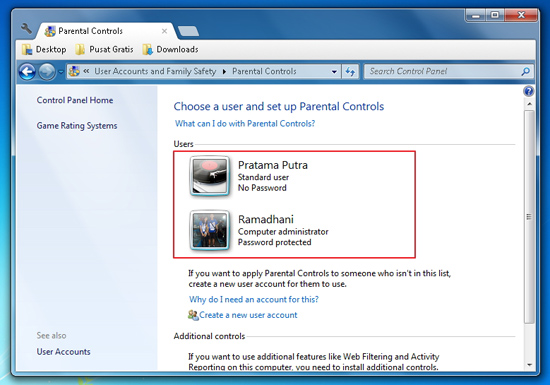 Parental Controls
Desktop Pusat Gratis Downloads
« User Accounts and Family Safety Parental Controls Search Control Panel
Control Panel Home
Game Rating Systems
Choose a user and set up Parental Controls
What can I do with Parental Controls?
Users
Pratama Putra
Standard user
No Password
Ramadhani
Computer administrator
Password protected
If you want to apply Parental Controls to someone who isn't in this list,
create a new user account for them to use.
Why do I need an account for this?
Create a new user account
Additional controls
If you want to use additional features like Web Filtering and Activity
Reporting on this computer, you need to install additional controls.
See also
User Accounts